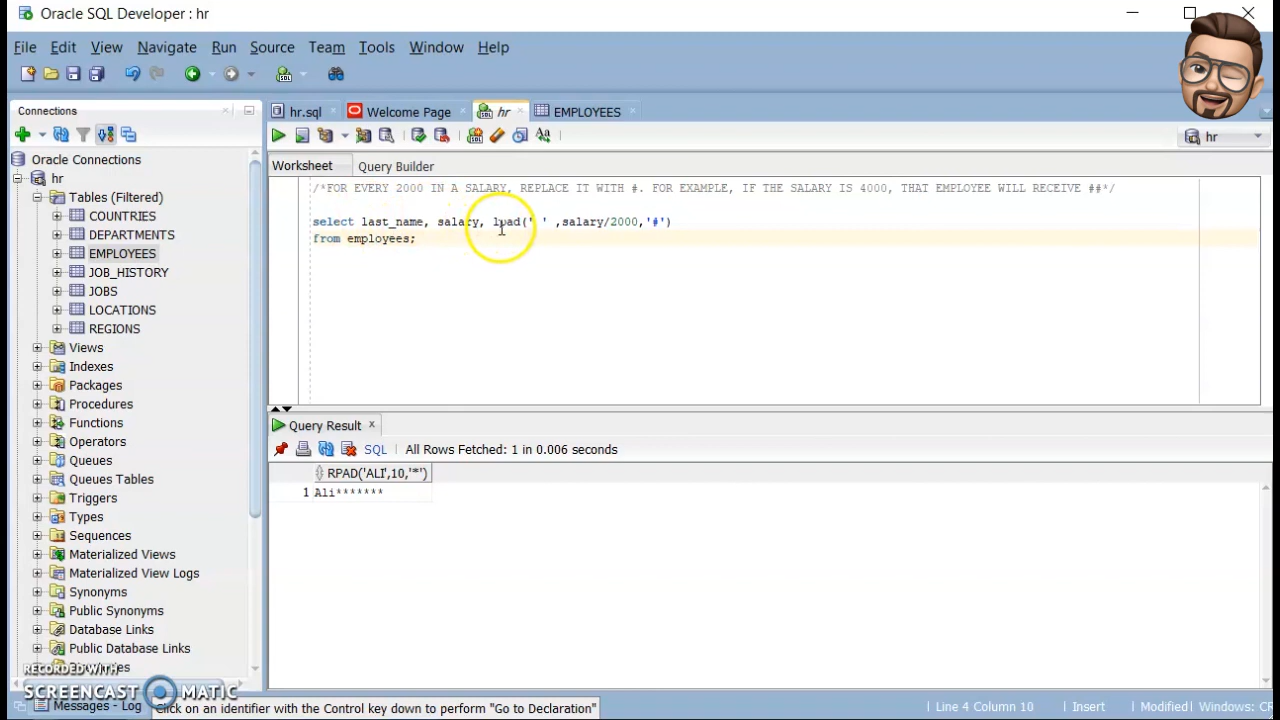 Oracle SQL Developer : hr
File Edit View Navigate Run Source Team Tools Window Help
Connections
hr.sql Welcome Page hr EMPLOYEES
hr
Worksheet Query Builder
Oracle Connections
hr
Tables (Filtered)
COUNTRIES
DEPARTMENTS
EMPLOYEES
JOB_HISTORY
JOBS
LOCATIONS
REGIONS
Views
Indexes
Packages
Procedures
Functions
Operators
Queues
Queues Tables
Triggers
Types
Sequences
Materialized Views
Materialized View Logs
Synonyms
Public Synonyms
Database Links
Public Database Links
/*FOR EVERY 2000 IN A SALARY, REPLACE IT WITH #. FOR EXAMPLE, IF THE SALARY IS 4000, THAT EMPLOYEE WILL RECEIVE ##*/
select last_name, salary, lpad(' ' ,salary/2000,'#')
from employees;
Query Result
SQL | All Rows Fetched: 1 in 0.006 seconds
RPAD('ALI',10,'*')
1 Ali*******
RECORDED WITH
SCREENCAST MATIC
Messages - Log
Click on an identifier with the Control key down to perform "Go to Declaration"
Line 4 Column 10 Insert Modified Windows: CR